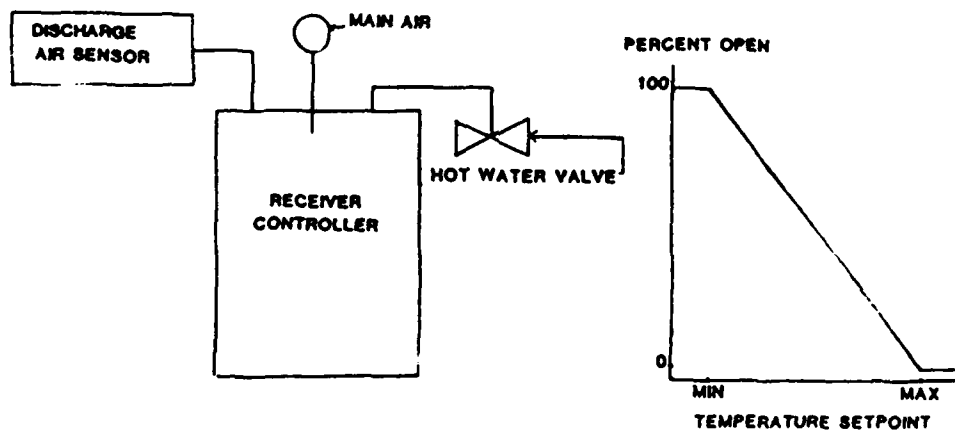 DISCHARGE
AIR SENSOR
MAIN AIR
RECEIVER
CONTROLLER
HOT WATER VALVE
PERCENT OPEN
100
0
MIN MAX
TEMPERATURE SETPOINT